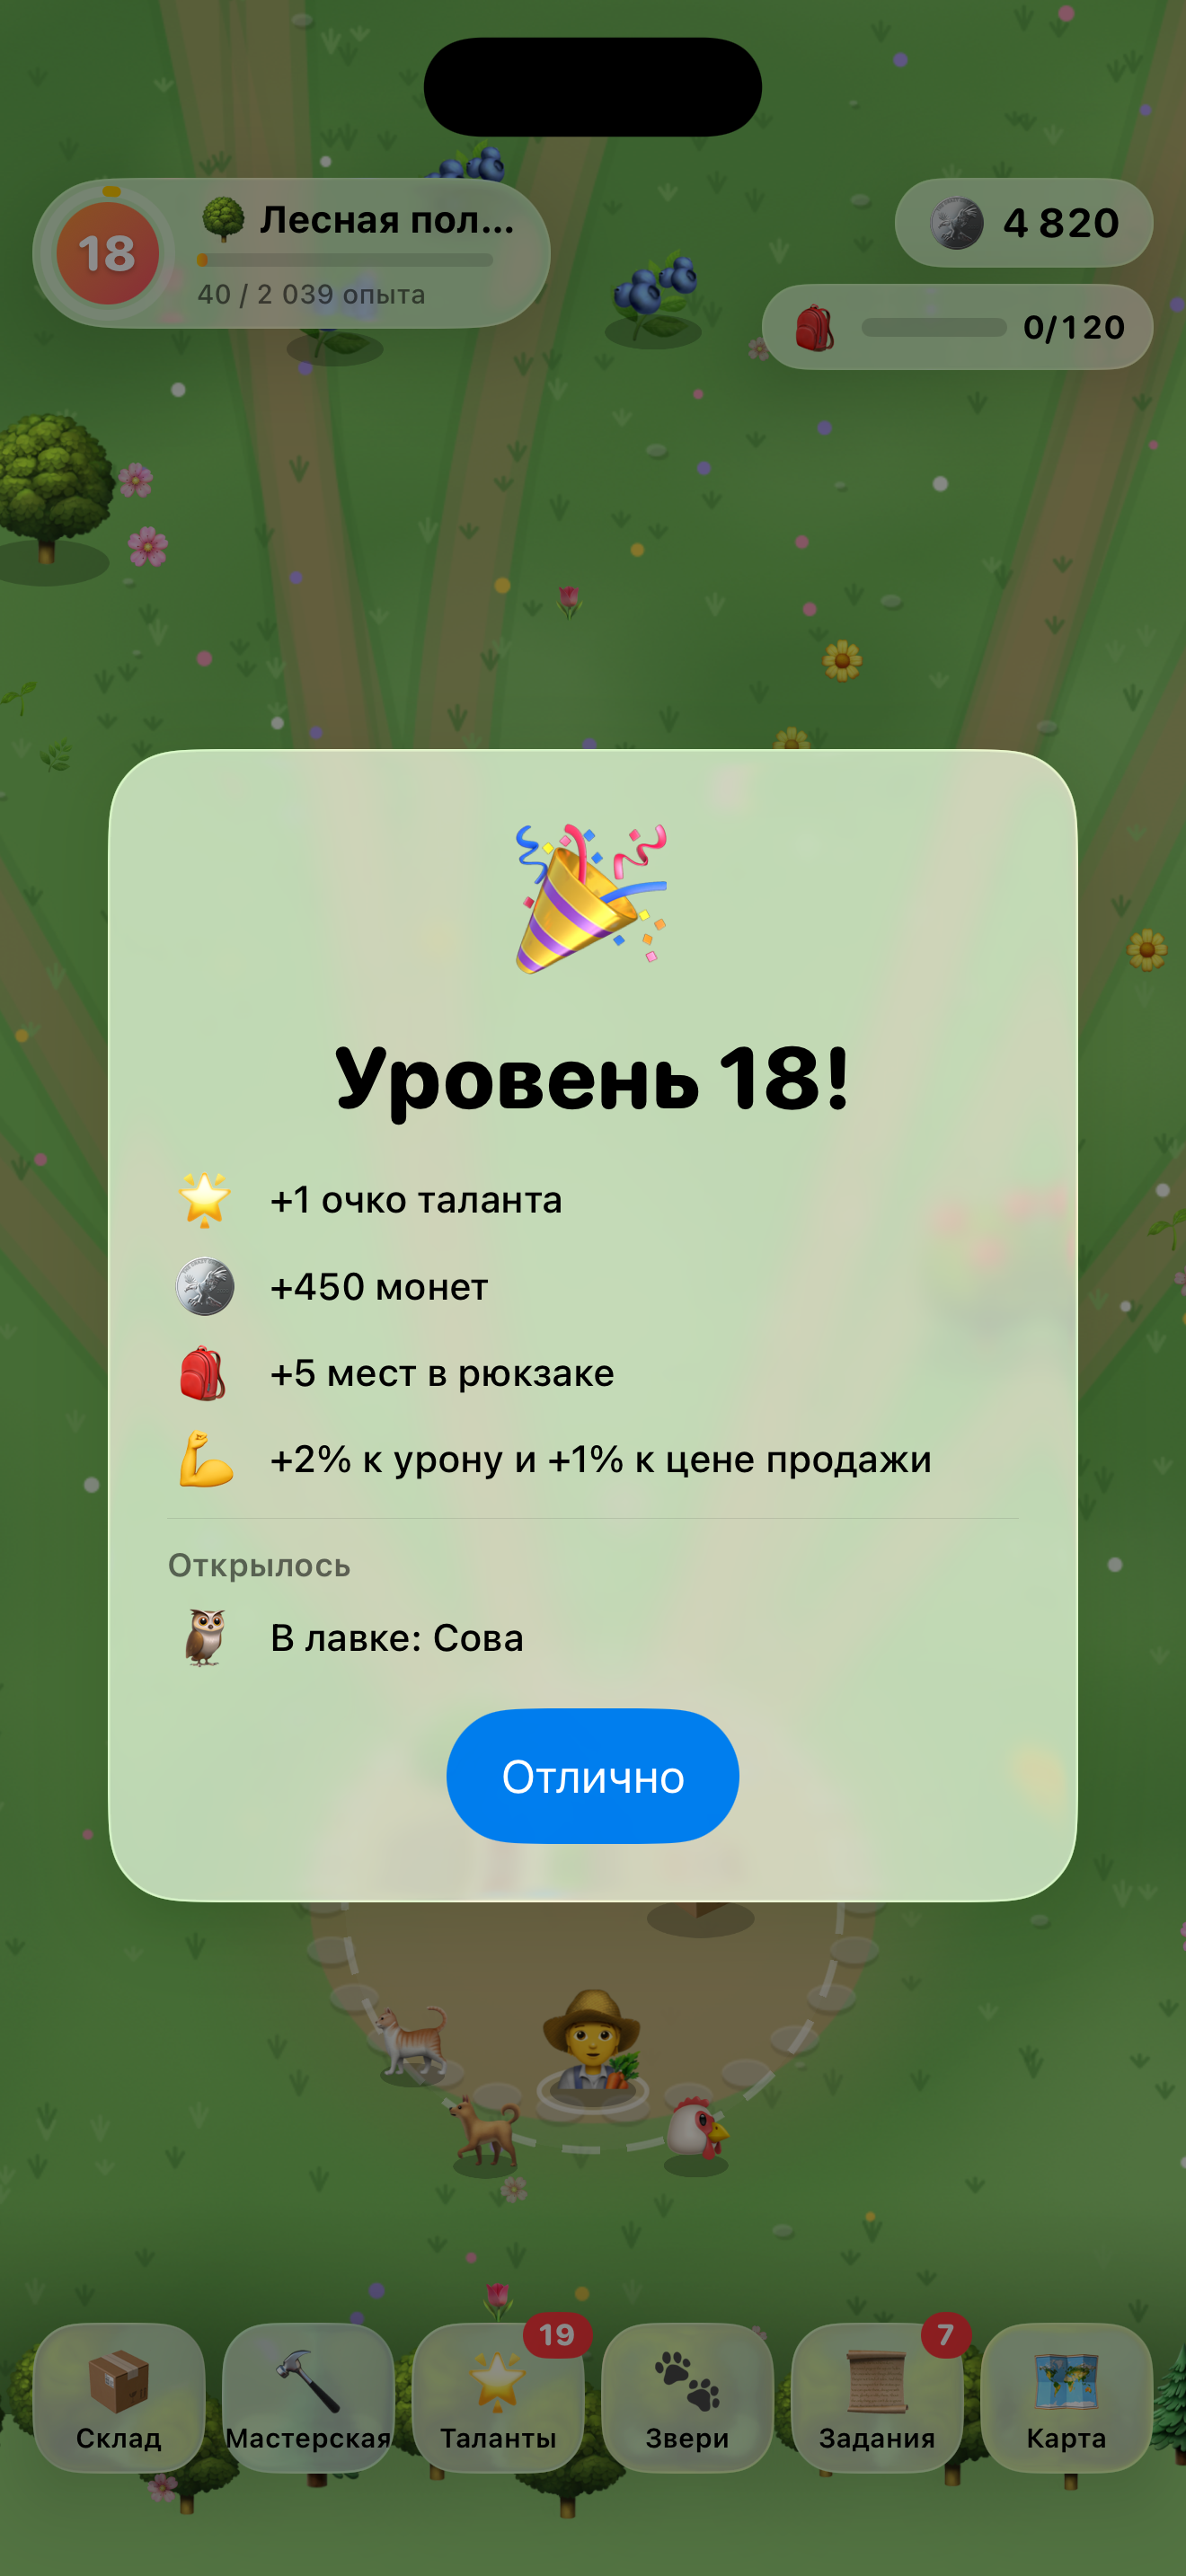 18
Лесная пол...
40 / 2 039 опыта
4 820
0/120
Уровень 18!
+1 очко таланта
+450 монет
+5 мест в рюкзаке
+2% к урону и +1% к цене продажи
Открылось
В лавке: Сова
Отлично
19
7
Склад
Мастерская
Таланты
Звери
Задания
Карта